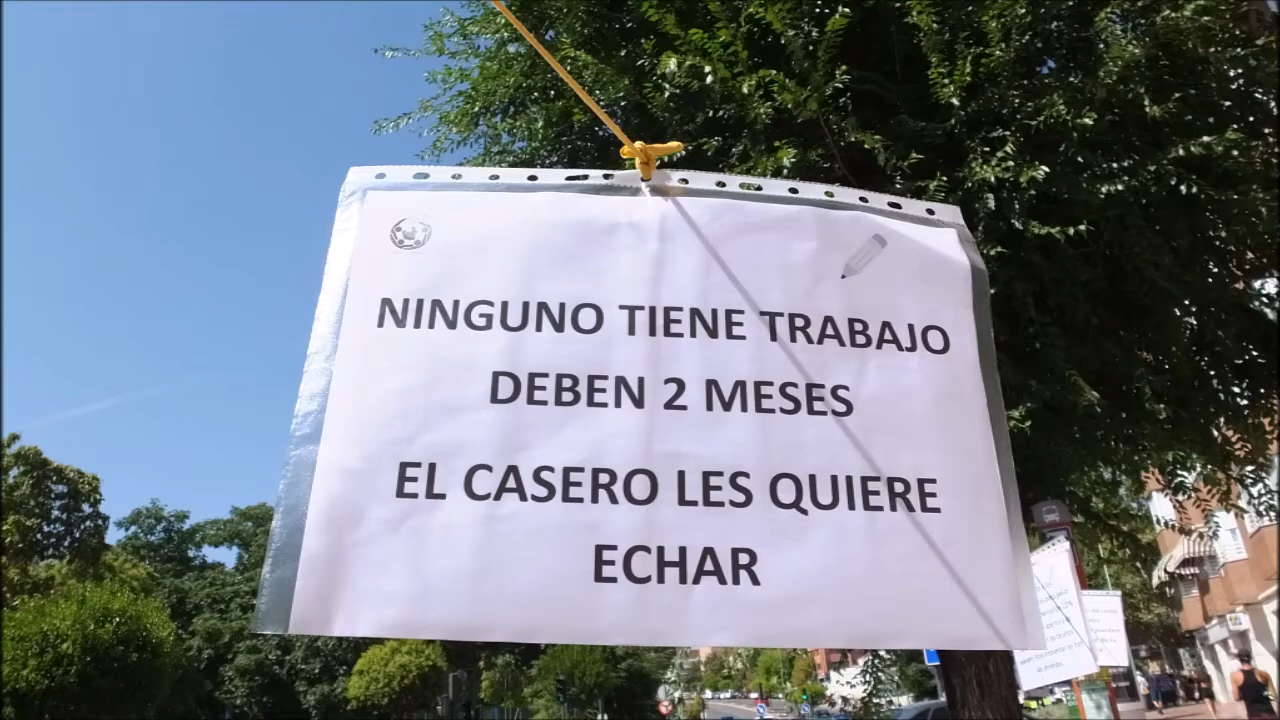 NINGUNO TIENE TRABAJO
DEBEN 2 MESES
EL CASERO LES QUIERE
ECHAR